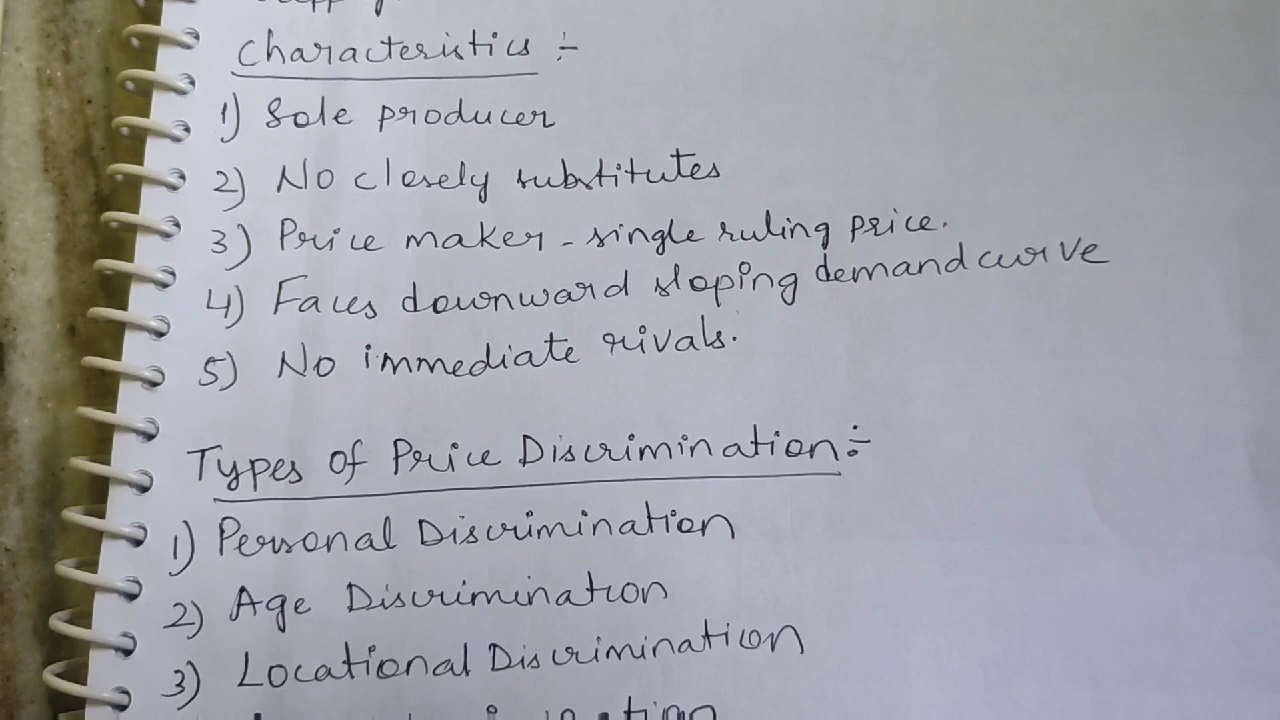 Characteristics :-
1) Sole producer
2) No closely substitutes
3) Price maker - single ruling price.
4) Faces downward sloping demand curve
5) No immediate rivals.
Types of Price Discrimination :-
1) Personal Discrimination
2) Age Discrimination
3) Locational Discrimination